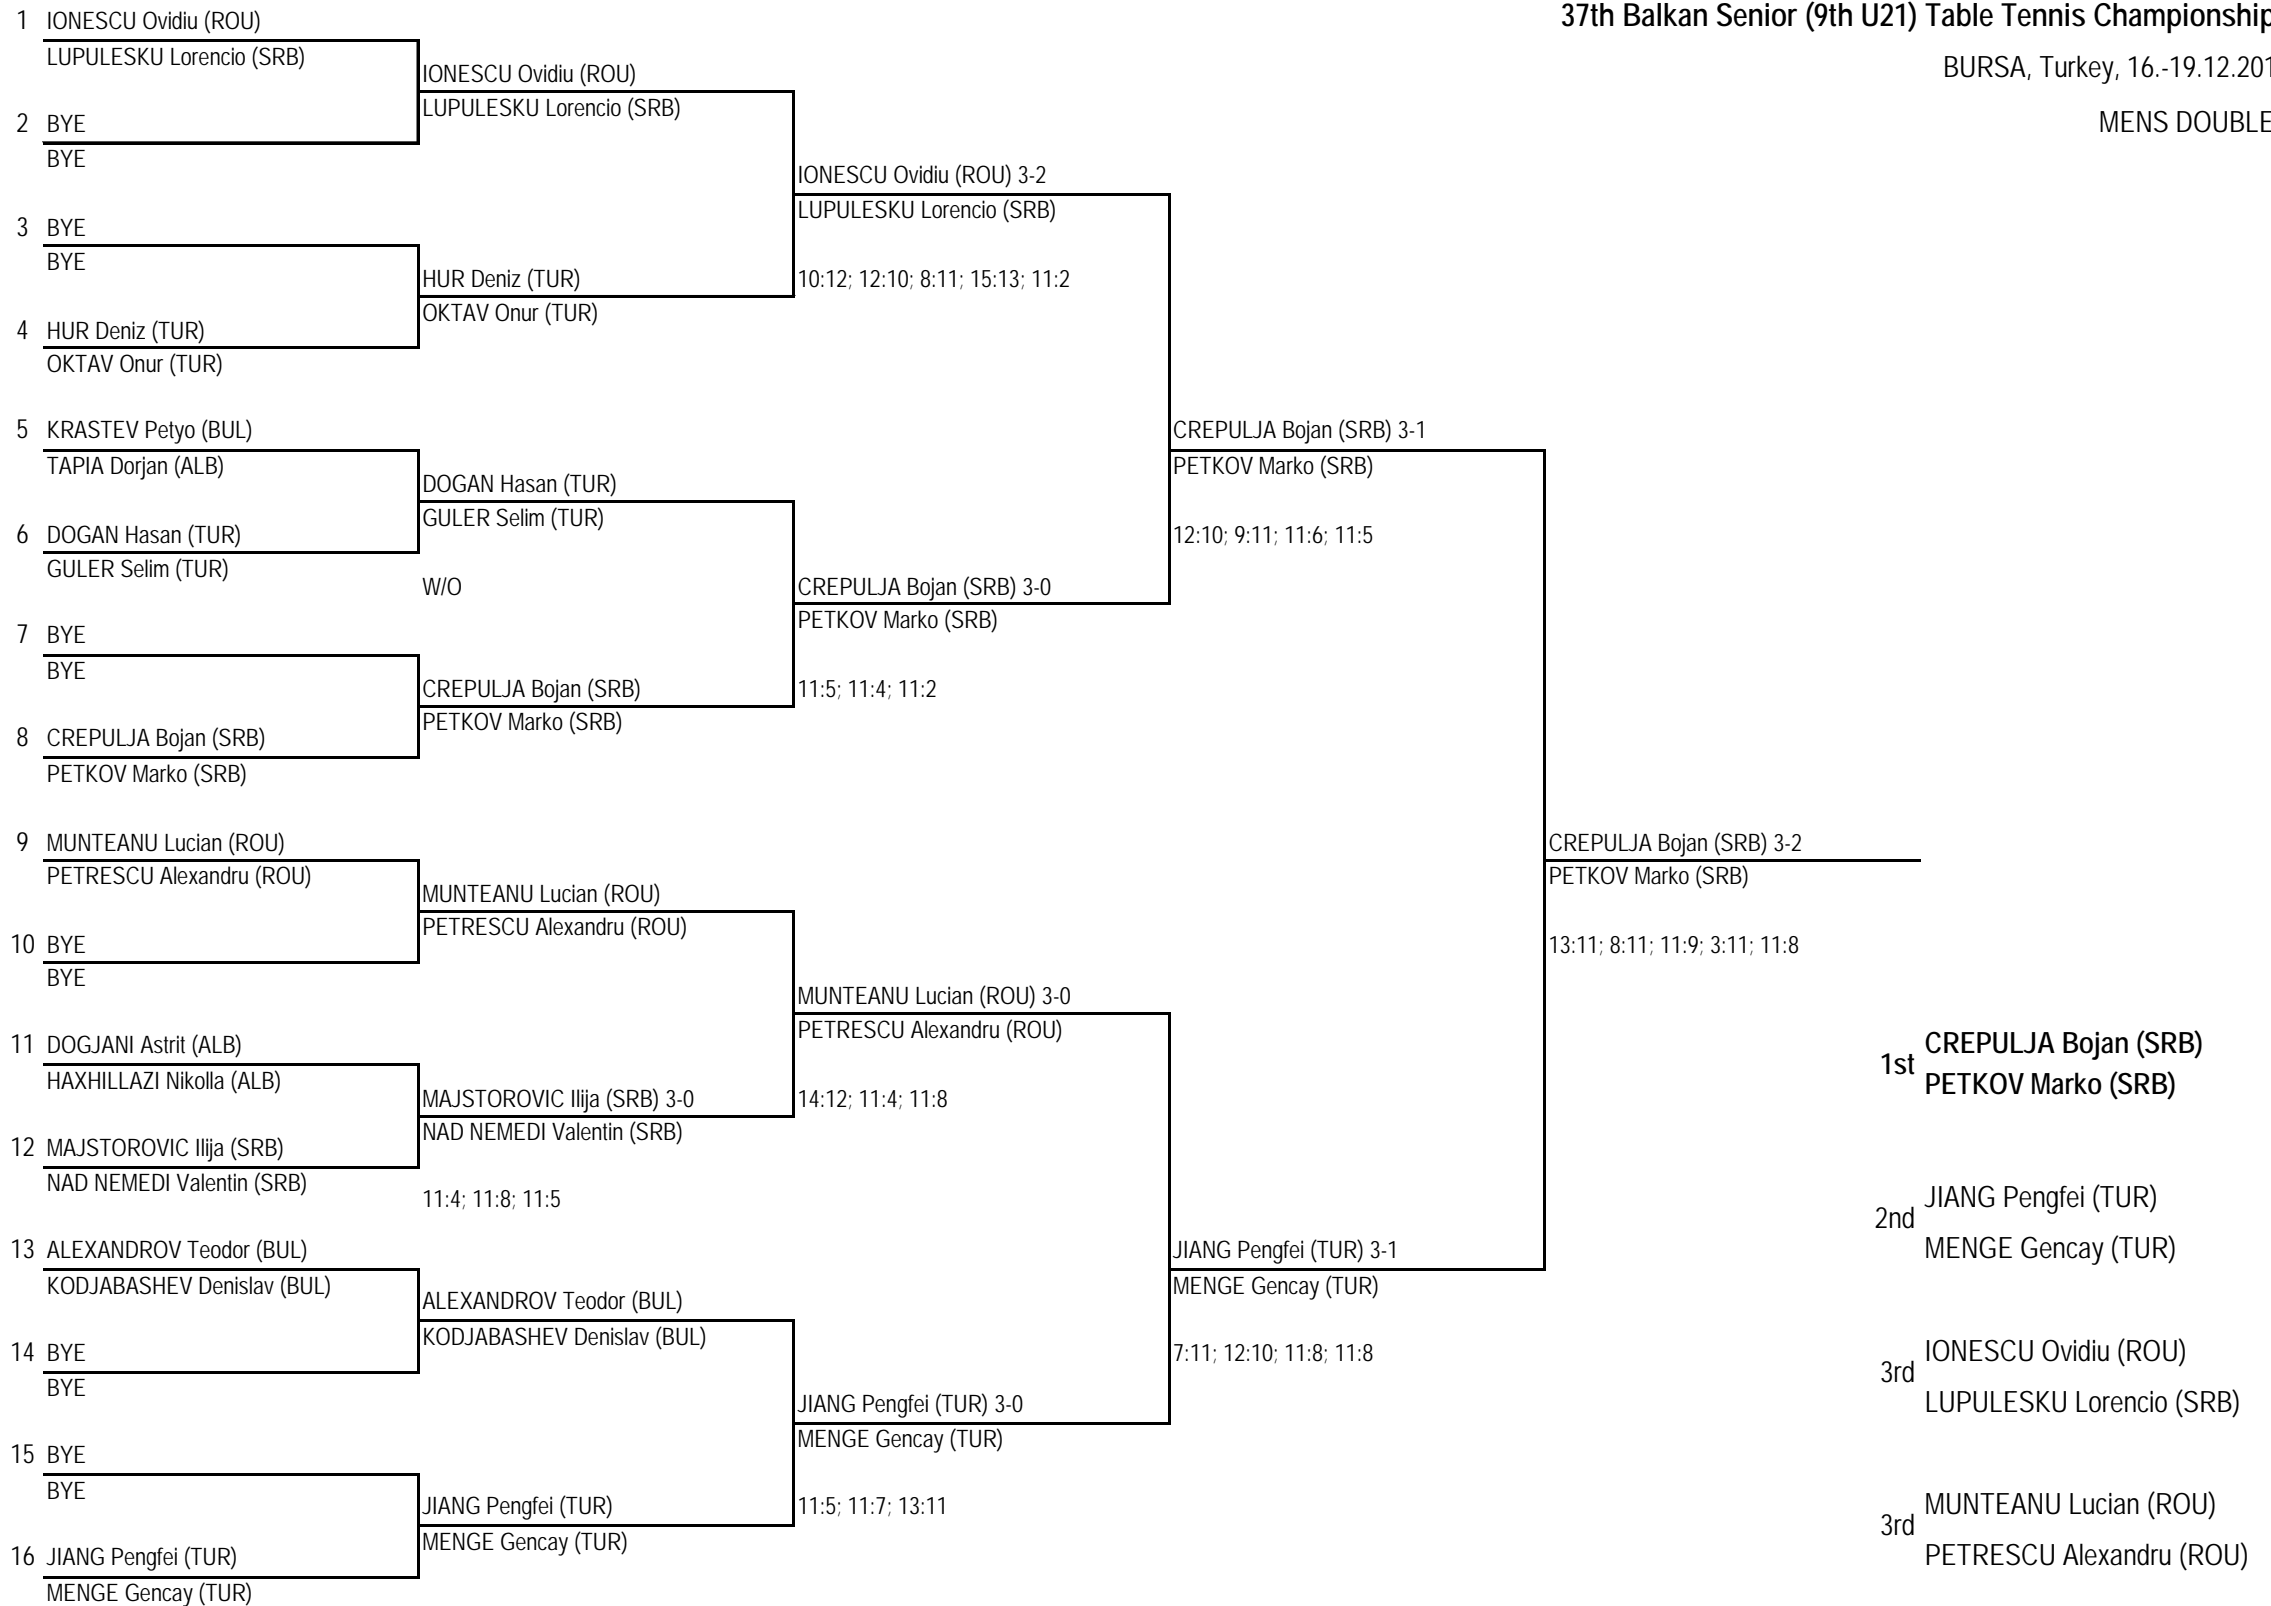 37th Balkan Senior (9th U21) Table Tennis Championship
BURSA, Turkey, 16.-19.12.201
MENS DOUBLE
1 IONESCU Ovidiu (ROU)
LUPULESKU Lorencio (SRB)
2 BYE
BYE
3 BYE
BYE
4 HUR Deniz (TUR)
OKTAV Onur (TUR)
5 KRASTEV Petyo (BUL)
TAPIA Dorjan (ALB)
6 DOGAN Hasan (TUR)
GULER Selim (TUR)
7 BYE
BYE
8 CREPULJA Bojan (SRB)
PETKOV Marko (SRB)
9 MUNTEANU Lucian (ROU)
PETRESCU Alexandru (ROU)
10 BYE
BYE
11 DOGJANI Astrit (ALB)
HAXHILLAZI Nikolla (ALB)
12 MAJSTOROVIC Ilija (SRB)
NAD NEMEDI Valentin (SRB)
13 ALEXANDROV Teodor (BUL)
KODJABASHEV Denislav (BUL)
14 BYE
BYE
15 BYE
BYE
16 JIANG Pengfei (TUR)
MENGE Gencay (TUR)
IONESCU Ovidiu (ROU)
LUPULESKU Lorencio (SRB)
HUR Deniz (TUR)
OKTAV Onur (TUR)
DOGAN Hasan (TUR)
GULER Selim (TUR)
W/O
CREPULJA Bojan (SRB)
PETKOV Marko (SRB)
MUNTEANU Lucian (ROU)
PETRESCU Alexandru (ROU)
MAJSTOROVIC Ilija (SRB) 3-0
NAD NEMEDI Valentin (SRB)
11:4; 11:8; 11:5
ALEXANDROV Teodor (BUL)
KODJABASHEV Denislav (BUL)
JIANG Pengfei (TUR)
MENGE Gencay (TUR)
IONESCU Ovidiu (ROU) 3-2
LUPULESKU Lorencio (SRB)
10:12; 12:10; 8:11; 15:13; 11:2
CREPULJA Bojan (SRB) 3-0
PETKOV Marko (SRB)
11:5; 11:4; 11:2
MUNTEANU Lucian (ROU) 3-0
PETRESCU Alexandru (ROU)
14:12; 11:4; 11:8
JIANG Pengfei (TUR) 3-0
MENGE Gencay (TUR)
11:5; 11:7; 13:11
CREPULJA Bojan (SRB) 3-1
PETKOV Marko (SRB)
12:10; 9:11; 11:6; 11:5
JIANG Pengfei (TUR) 3-1
MENGE Gencay (TUR)
7:11; 12:10; 11:8; 11:8
CREPULJA Bojan (SRB) 3-2
PETKOV Marko (SRB)
13:11; 8:11; 11:9; 3:11; 11:8
1st CREPULJA Bojan (SRB)
PETKOV Marko (SRB)
2nd JIANG Pengfei (TUR)
MENGE Gencay (TUR)
3rd IONESCU Ovidiu (ROU)
LUPULESKU Lorencio (SRB)
3rd MUNTEANU Lucian (ROU)
PETRESCU Alexandru (ROU)